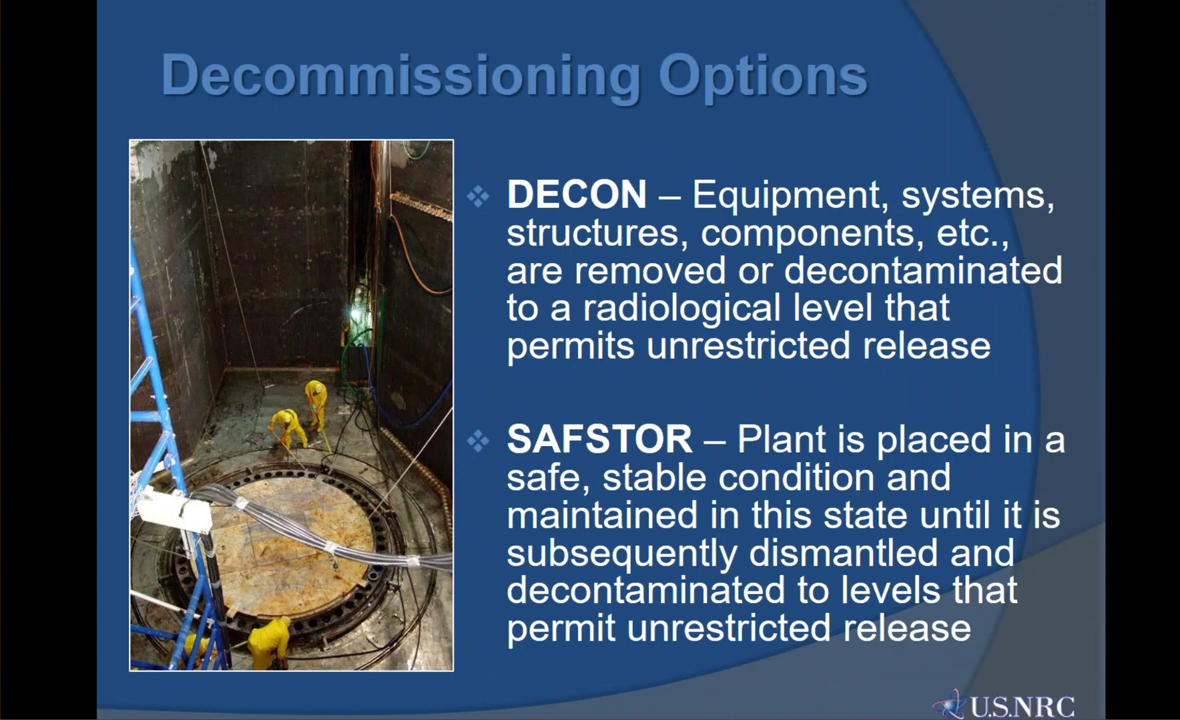 Decommissioning Options
DECON – Equipment, systems,
structures, components, etc.,
are removed or decontaminated
to a radiological level that
permits unrestricted release
SAFSTOR – Plant is placed in a
safe, stable condition and
maintained in this state until it is
subsequently dismantled and
decontaminated to levels that
permit unrestricted release
U.S.NRC